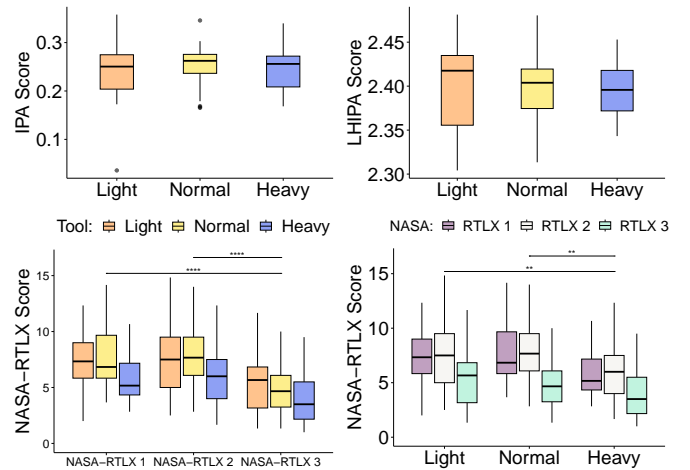 IPA Score
0.3
0.2
0.1
Light Normal Heavy
LHIPA Score
2.45
2.40
2.35
2.30
Light Normal Heavy
Tool: Light Normal Heavy
NASA: RTLX 1 RTLX 2 RTLX 3
NASA−RTLX Score
15
10
5
0
****
****
NASA−RTLX 1 NASA−RTLX 2 NASA−RTLX 3
NASA−RTLX Score
15
10
5
0
**
**
Light Normal Heavy